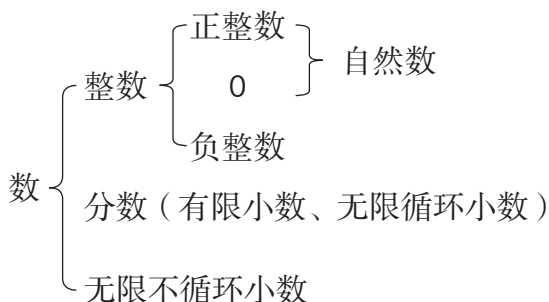 正整数
自然数
整数
0
负整数
数
分数（有限小数、无限循环小数）
无限不循环小数